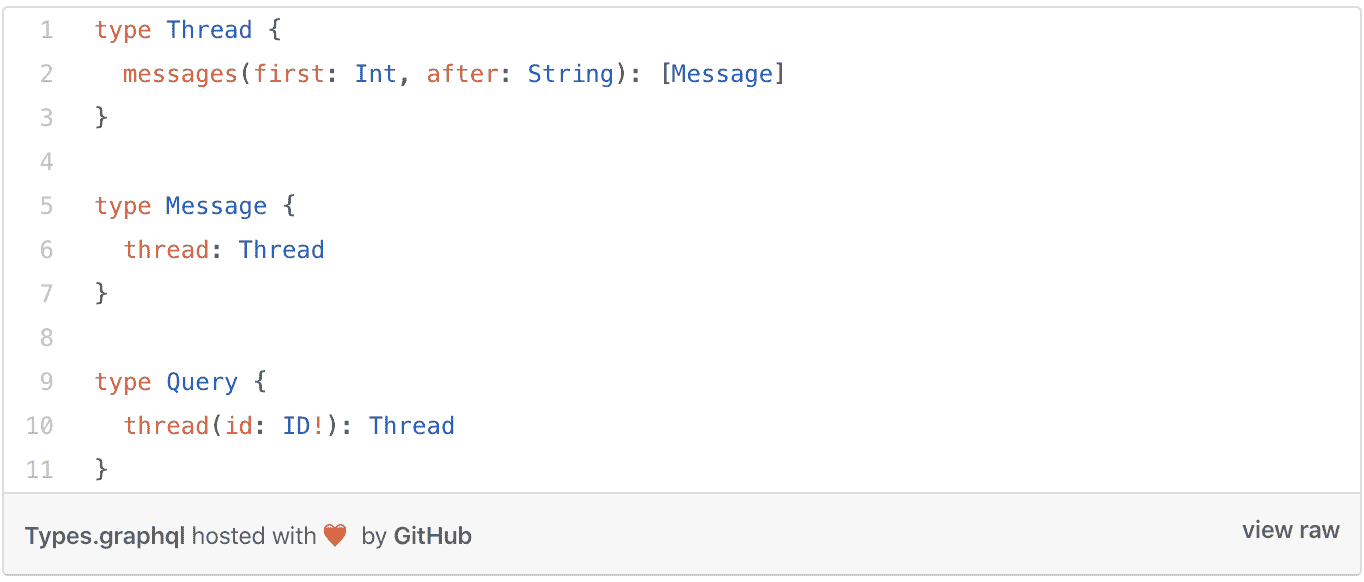 1 type Thread {
2 messages(first: Int, after: String): [Message]
3 }
4
5 type Message {
6 thread: Thread
7 }
8
9 type Query {
10 thread(id: ID!): Thread
11 }
Types.graphql hosted with ❤ by GitHub
view raw